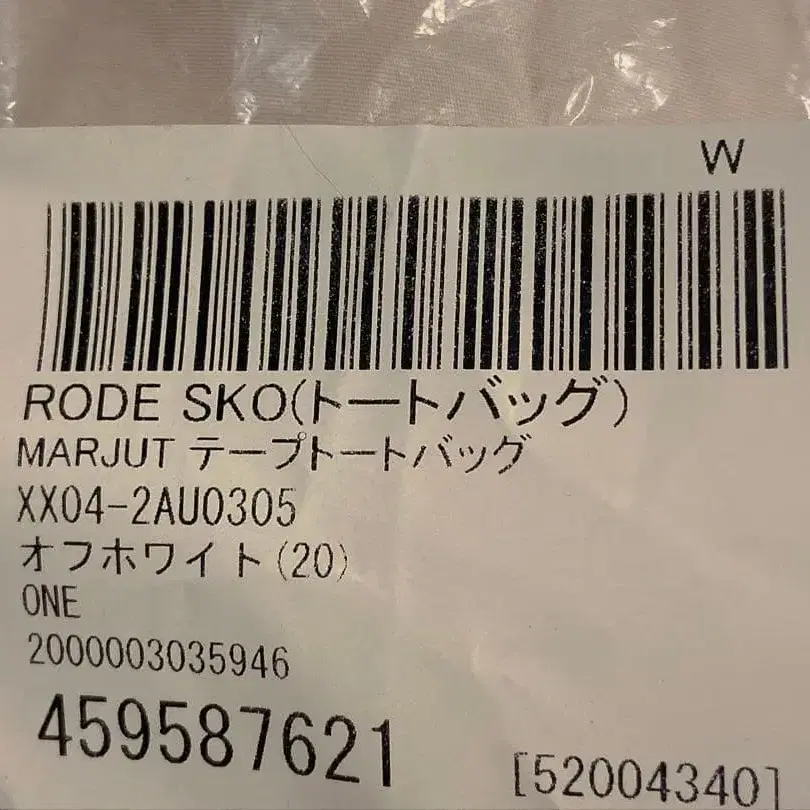 W
RODE SKO(トートバッグ)
MARJUT テープトートバッグ
XX04-2AU0305
オフホワイト(20)
ONE
2000003035946
459587621
[52004340]